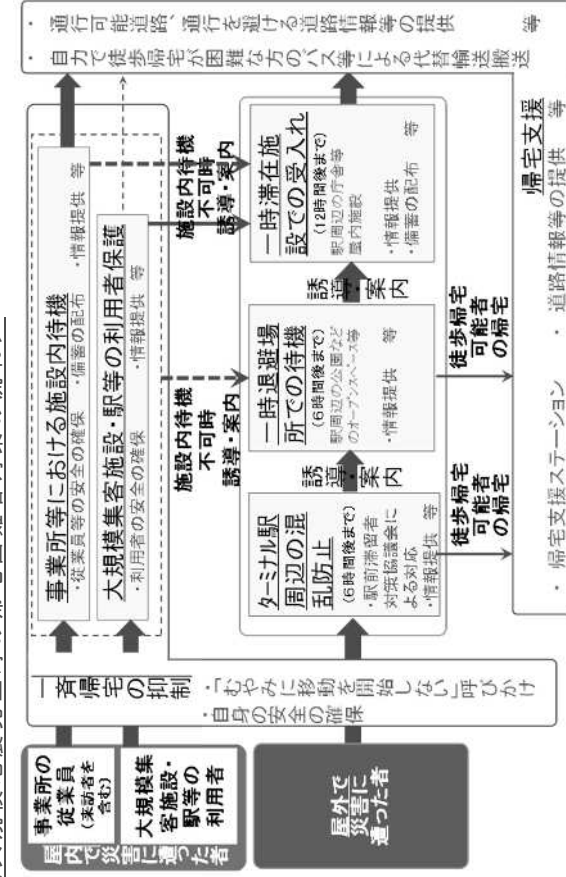 屋内で災害に遭った者
事業所の
従業員
(来訪者を
含む)
大規模集
客施設・
駅等の
利用者
屋外で
災害に
遭った者
一斉帰宅の抑制
・「むやみに移動を開始しない」呼びかけ
・自身の安全の確保
事業所等における施設内待機
・従業員等の安全の確保 ・備蓄の配布 ・情報提供 等
大規模集客施設・駅等の利用者保護
・利用者の安全の確保 ・情報提供 等
施設内待機
不可時
誘導・案内
施設内待機
不可時
誘導・案内
ターミナル駅
周辺の混
乱防止
(6時間後まで)
・駅前滞留者
対策協議会に
よる対応
・情報提供 等
誘導・案内
一時退避場
所での待機
(6時間後まで)
駅周辺の公園など
のオープンスペース等
・情報提供 等
誘導・案内
一時滞在施
設での受入れ
(12時間後まで)
駅周辺の庁舎等
屋内施設
・情報提供 等
・備蓄の配布
徒歩帰宅
可能者
の帰宅
徒歩帰宅
可能者
の帰宅
・通行可能道路、通行を避ける道路情報等の提供 等
・自力で徒歩帰宅が困難な方のバス等による代替輸送搬送
帰宅支援
・帰宅支援ステーション ・道路情報等の提供 等